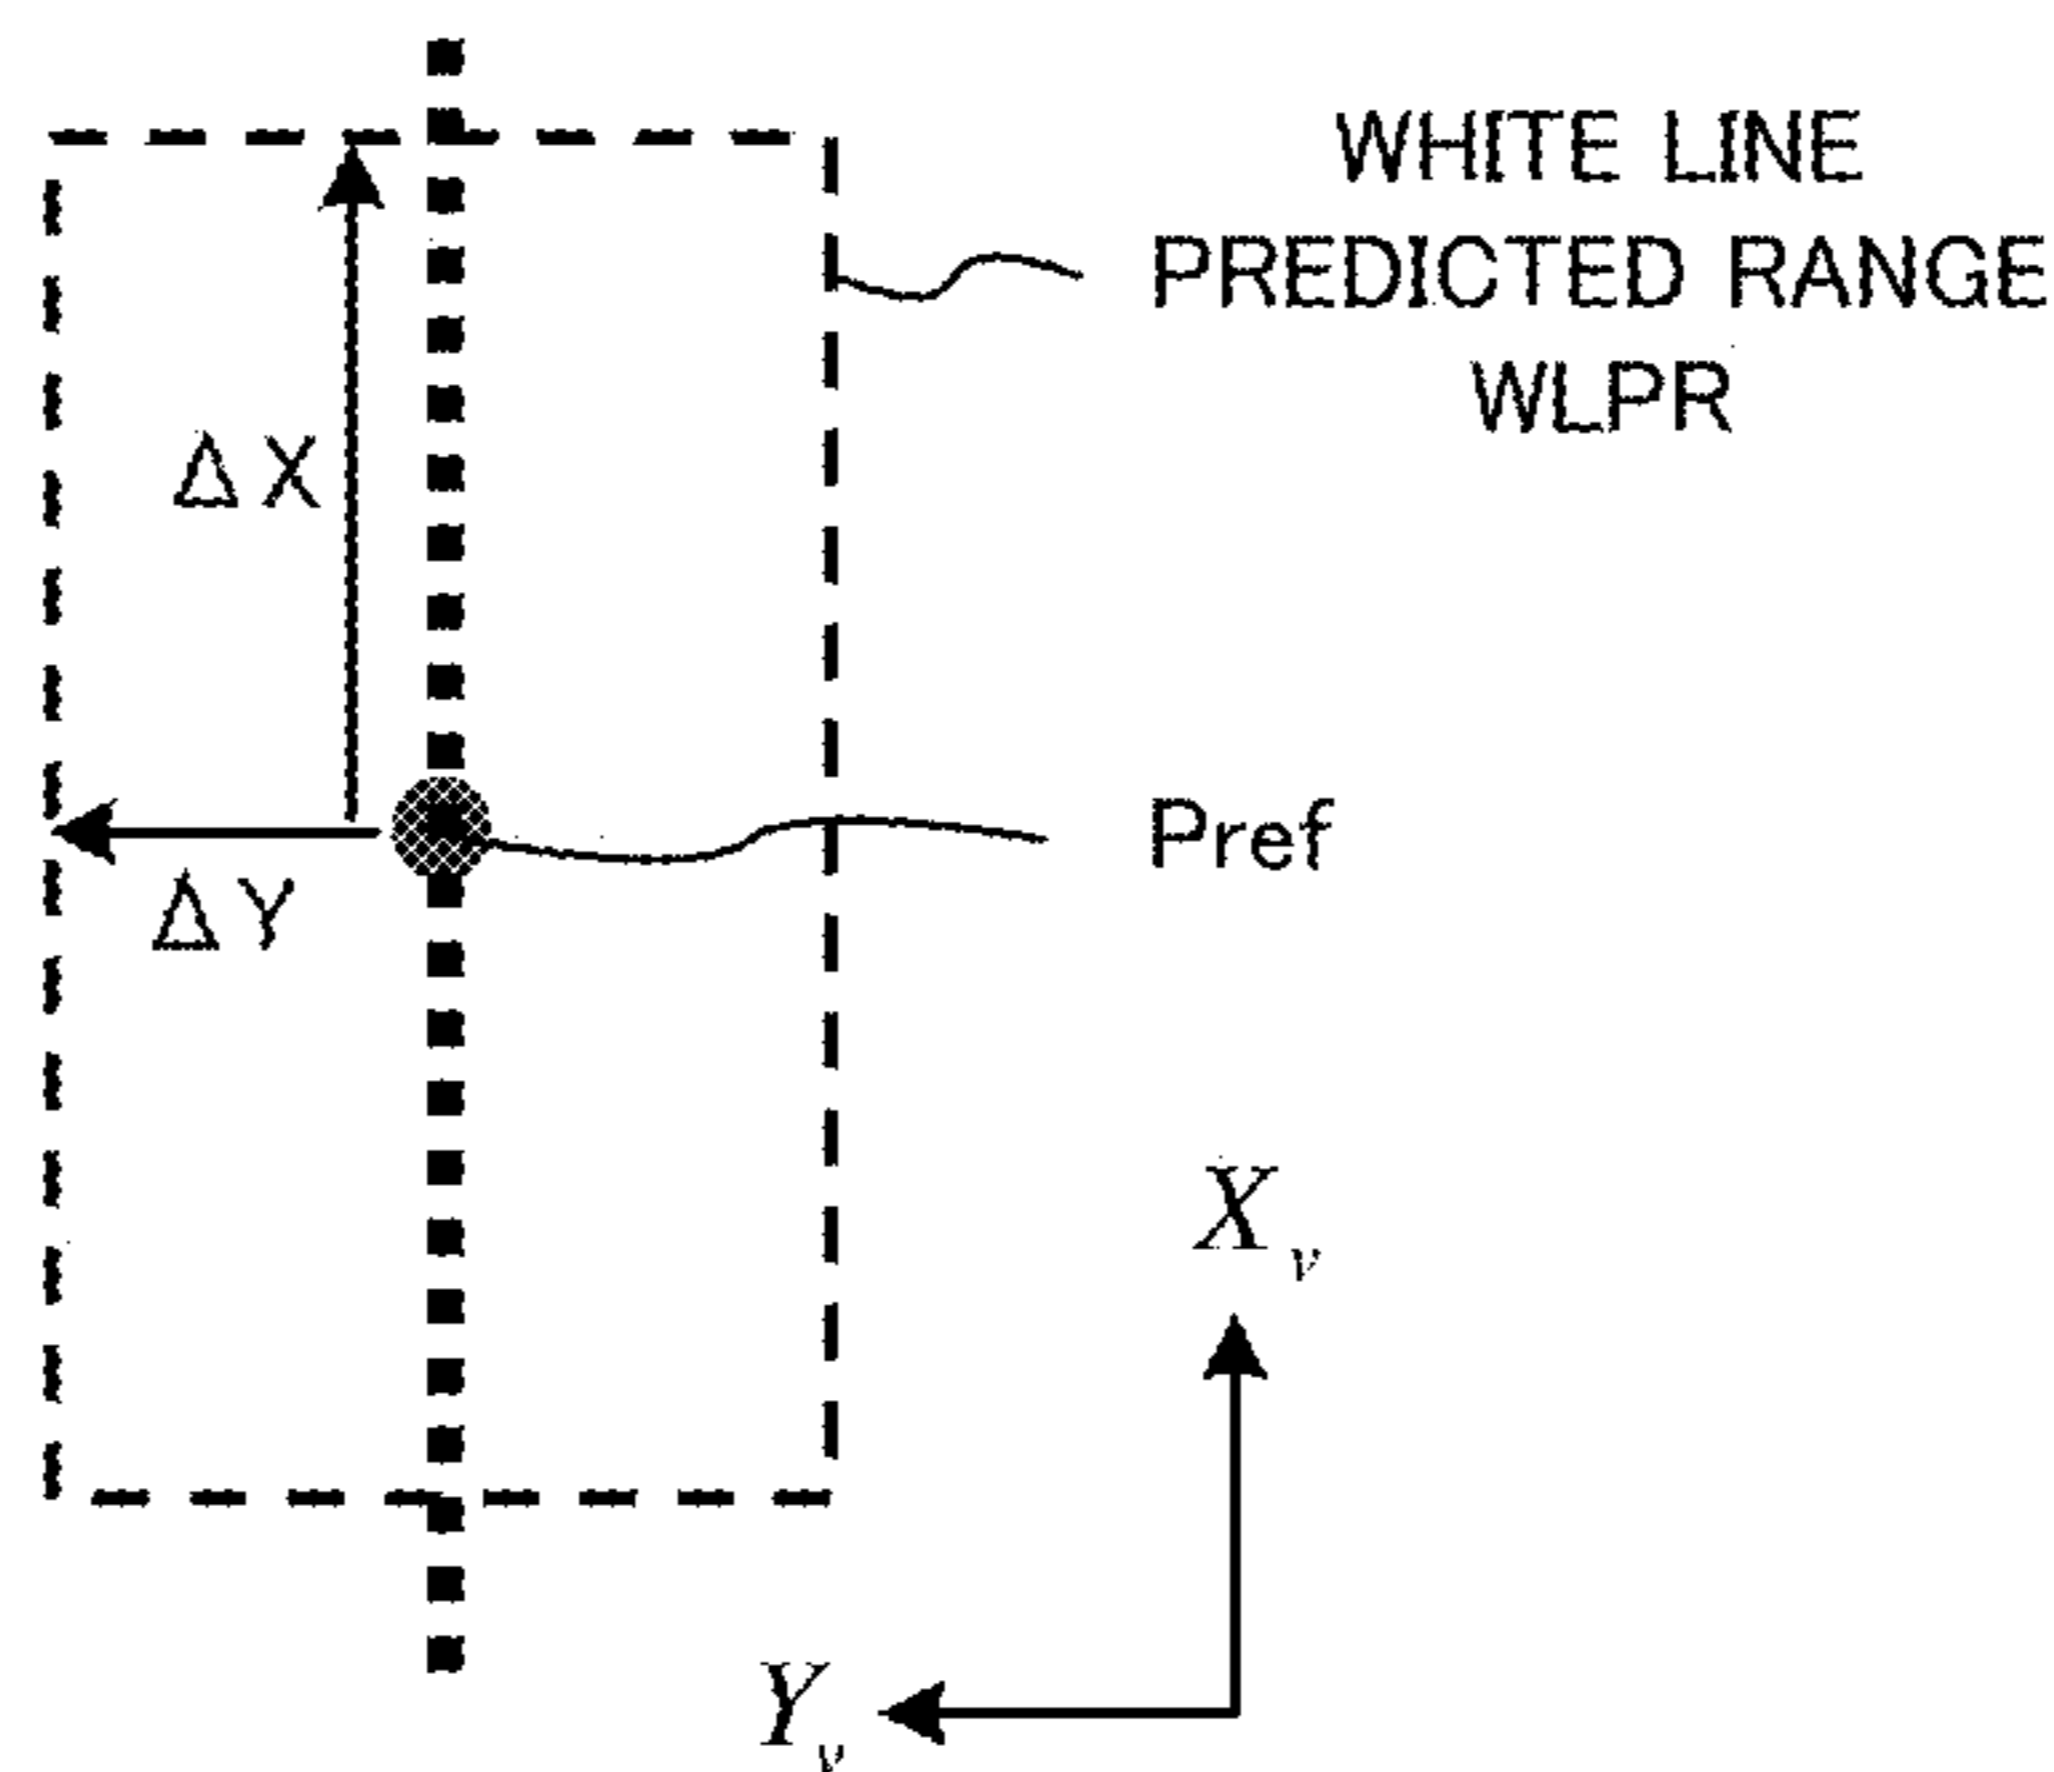 WHITE LINE
PREDICTED RANGE
WLPR
ΔX
Pref
ΔY
Xv
Yv